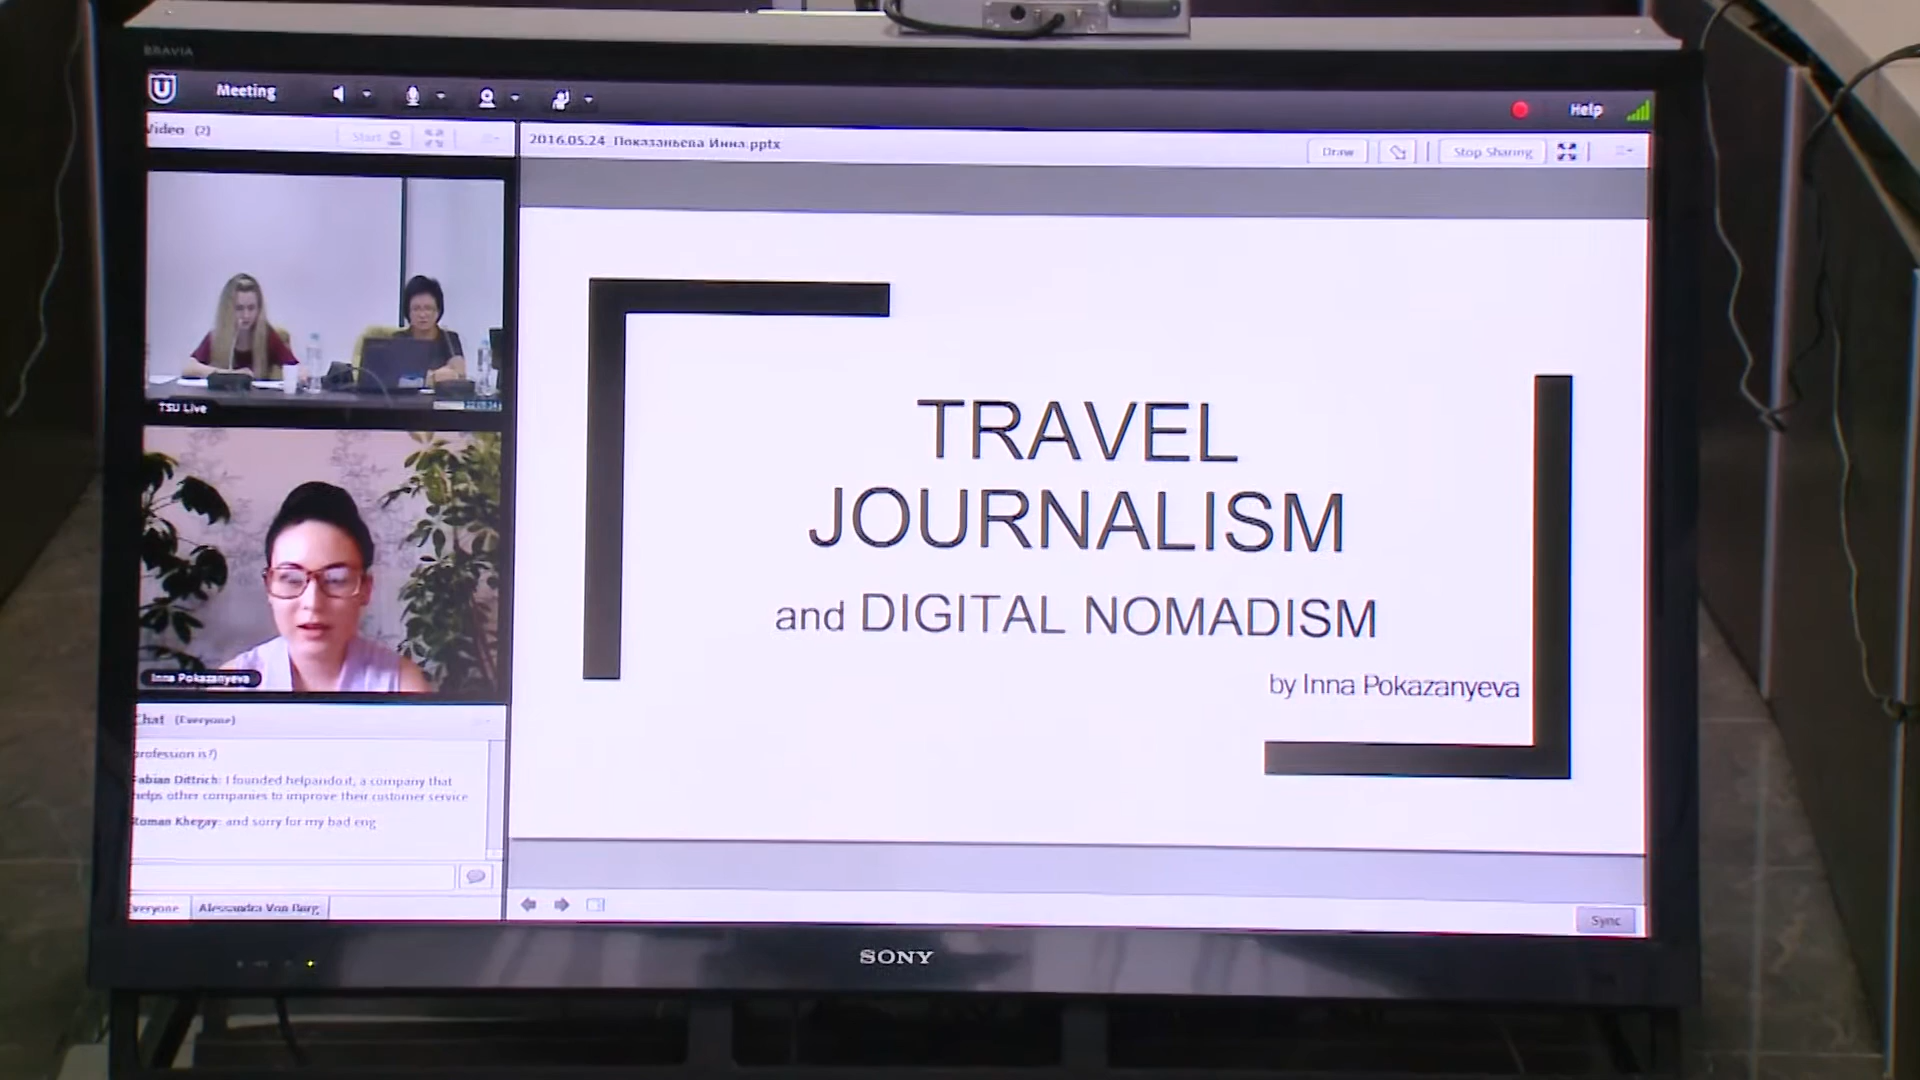 BRAVIA
Meeting
Help
Video (2)
Start
2016.05.24_Показаньева Инна.pptx
Draw
Stop Sharing
TSU Live
Inna Pokazanyeva
TRAVEL
JOURNALISM
and DIGITAL NOMADISM
by Inna Pokazanyeva
Chat (Everyone)
profession is?)
Fabian Dittrich: I founded helpando.it, a company that
helps other companies to improve their customer service
Roman Khegay: and sorry for my bad eng
Everyone
Alessandra Von Burg
Sync
SONY